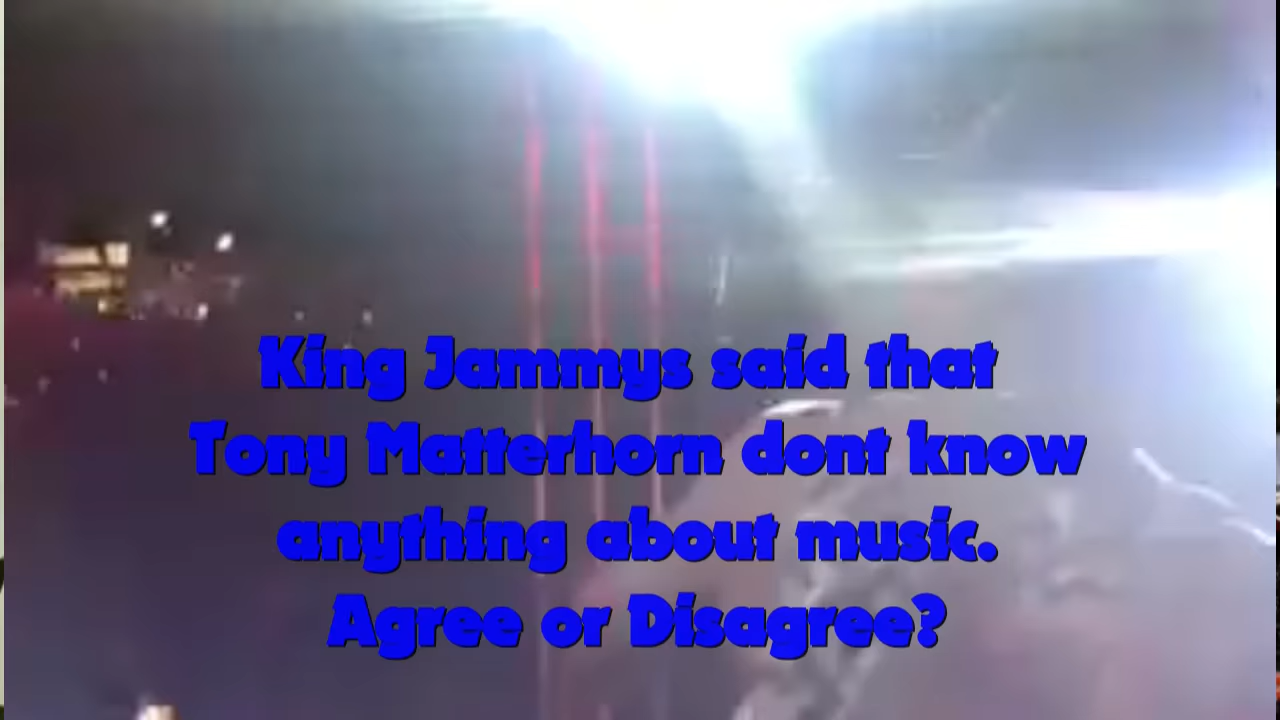 King Jammys said that
Tony Matterhorn dont know
anything about music.
Agree or Disagree?